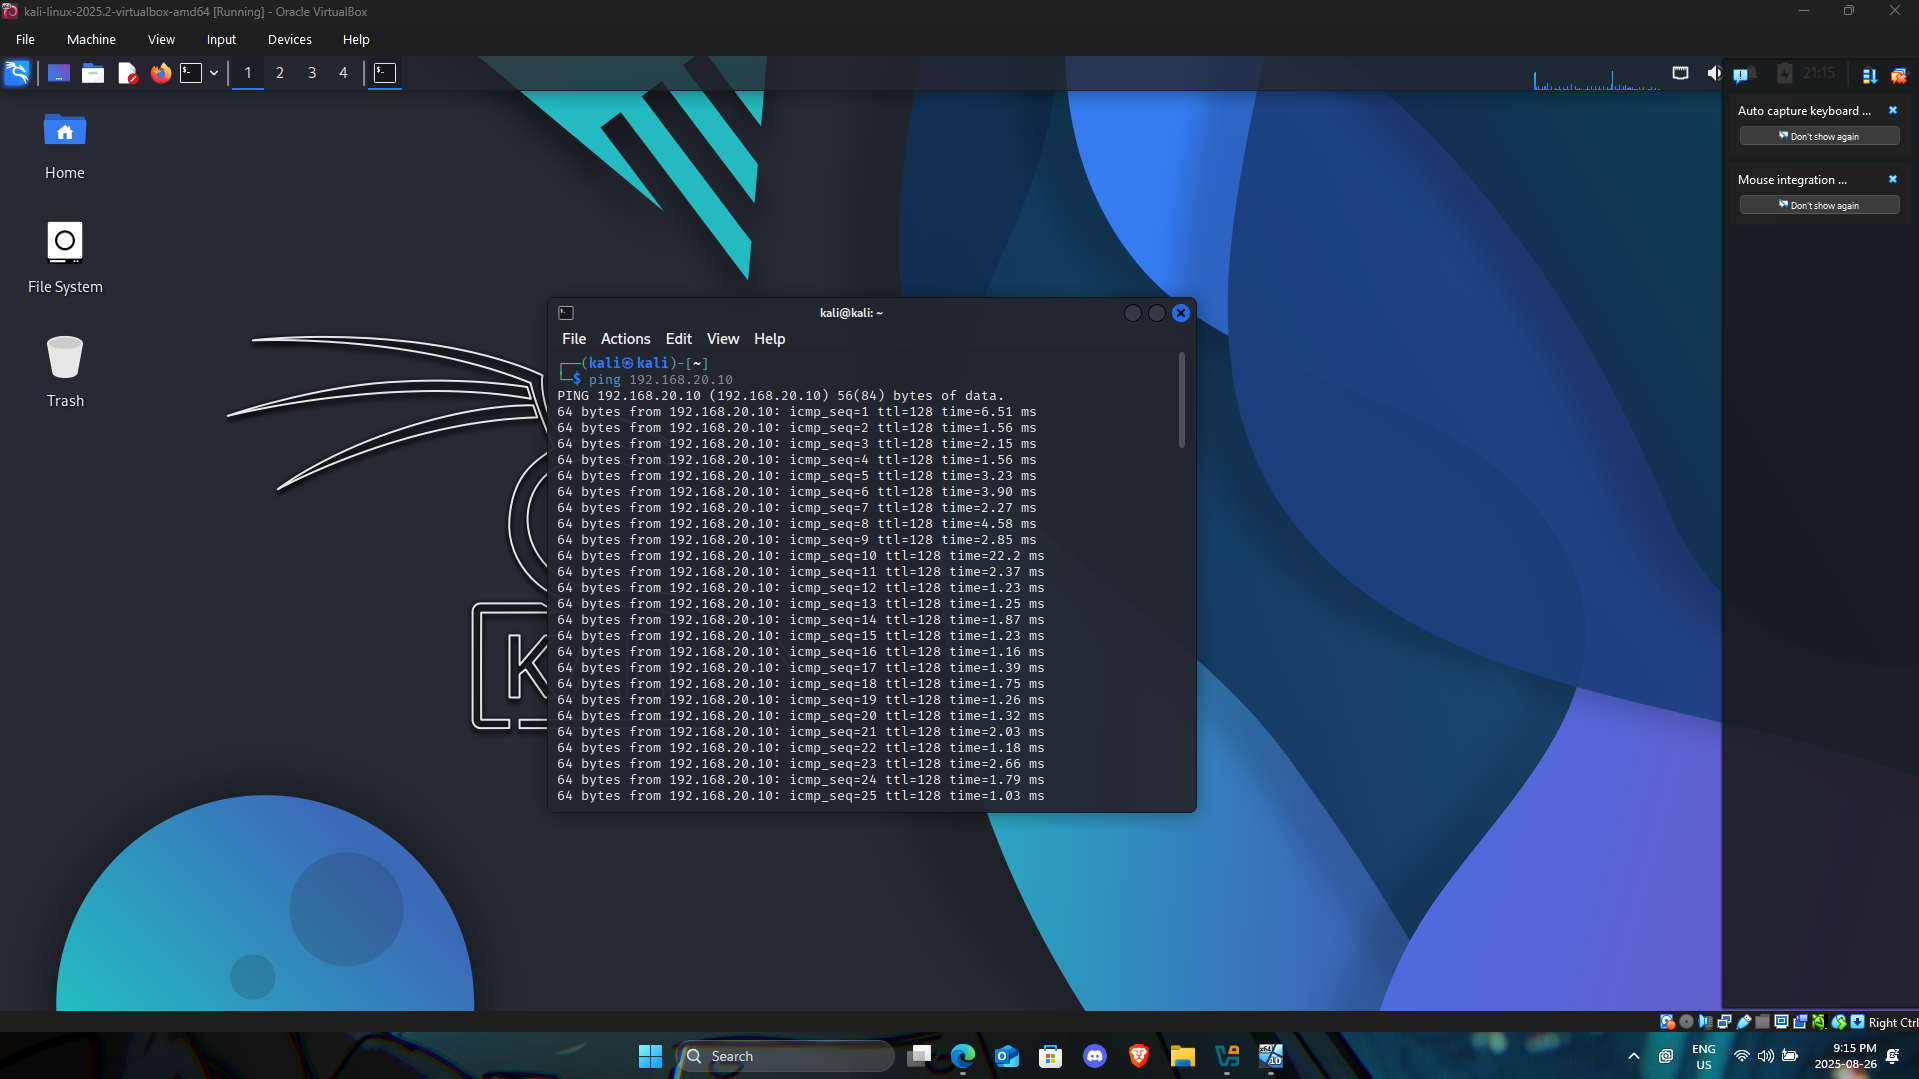 kali-linux-2025.2-virtualbox-amd64 [Running] - Oracle VirtualBox
File Machine View Input Devices Help
1 2 3 4
21:15
Auto capture keyboard ...
Don't show again
Mouse integration ...
Don't show again
Home
File System
Trash
kali@kali: ~
File Actions Edit View Help
┌──(kali㉿kali)-[~]
└─$ ping 192.168.20.10
PING 192.168.20.10 (192.168.20.10) 56(84) bytes of data.
64 bytes from 192.168.20.10: icmp_seq=1 ttl=128 time=6.51 ms
64 bytes from 192.168.20.10: icmp_seq=2 ttl=128 time=1.56 ms
64 bytes from 192.168.20.10: icmp_seq=3 ttl=128 time=2.15 ms
64 bytes from 192.168.20.10: icmp_seq=4 ttl=128 time=1.56 ms
64 bytes from 192.168.20.10: icmp_seq=5 ttl=128 time=3.23 ms
64 bytes from 192.168.20.10: icmp_seq=6 ttl=128 time=3.90 ms
64 bytes from 192.168.20.10: icmp_seq=7 ttl=128 time=2.27 ms
64 bytes from 192.168.20.10: icmp_seq=8 ttl=128 time=4.58 ms
64 bytes from 192.168.20.10: icmp_seq=9 ttl=128 time=2.85 ms
64 bytes from 192.168.20.10: icmp_seq=10 ttl=128 time=22.2 ms
64 bytes from 192.168.20.10: icmp_seq=11 ttl=128 time=2.37 ms
64 bytes from 192.168.20.10: icmp_seq=12 ttl=128 time=1.23 ms
64 bytes from 192.168.20.10: icmp_seq=13 ttl=128 time=1.25 ms
64 bytes from 192.168.20.10: icmp_seq=14 ttl=128 time=1.87 ms
64 bytes from 192.168.20.10: icmp_seq=15 ttl=128 time=1.23 ms
64 bytes from 192.168.20.10: icmp_seq=16 ttl=128 time=1.16 ms
64 bytes from 192.168.20.10: icmp_seq=17 ttl=128 time=1.39 ms
64 bytes from 192.168.20.10: icmp_seq=18 ttl=128 time=1.75 ms
64 bytes from 192.168.20.10: icmp_seq=19 ttl=128 time=1.26 ms
64 bytes from 192.168.20.10: icmp_seq=20 ttl=128 time=1.32 ms
64 bytes from 192.168.20.10: icmp_seq=21 ttl=128 time=2.03 ms
64 bytes from 192.168.20.10: icmp_seq=22 ttl=128 time=1.18 ms
64 bytes from 192.168.20.10: icmp_seq=23 ttl=128 time=2.66 ms
64 bytes from 192.168.20.10: icmp_seq=24 ttl=128 time=1.79 ms
64 bytes from 192.168.20.10: icmp_seq=25 ttl=128 time=1.03 ms
K
Right Ctrl
Search
ENG
US
9:15 PM
2025-08-26